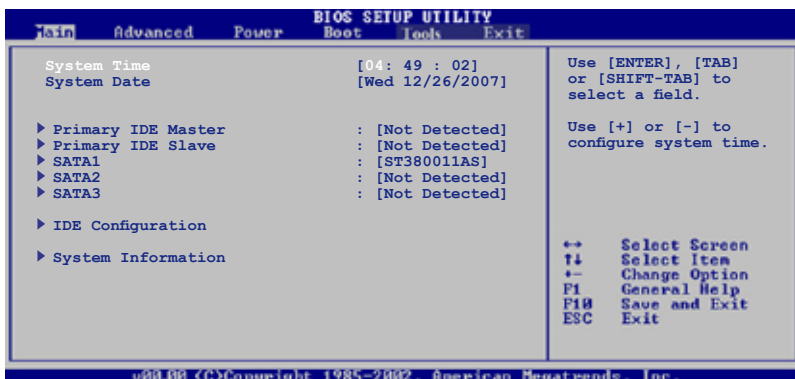 BIOS SETUP UTILITY
Main Advanced Power Boot Tools Exit
System Time [04: 49 : 02]
System Date [Wed 12/26/2007]
▶ Primary IDE Master : [Not Detected]
▶ Primary IDE Slave : [Not Detected]
▶ SATA1 : [ST380011AS]
▶ SATA2 : [Not Detected]
▶ SATA3 : [Not Detected]
▶ IDE Configuration
▶ System Information
Use [ENTER], [TAB]
or [SHIFT-TAB] to
select a field.
Use [+] or [-] to
configure system time.
↔ Select Screen
↑↓ Select Item
+- Change Option
F1 General Help
F10 Save and Exit
ESC Exit
v00.00 (C)Copyright 1985-2002, American Megatrends, Inc.